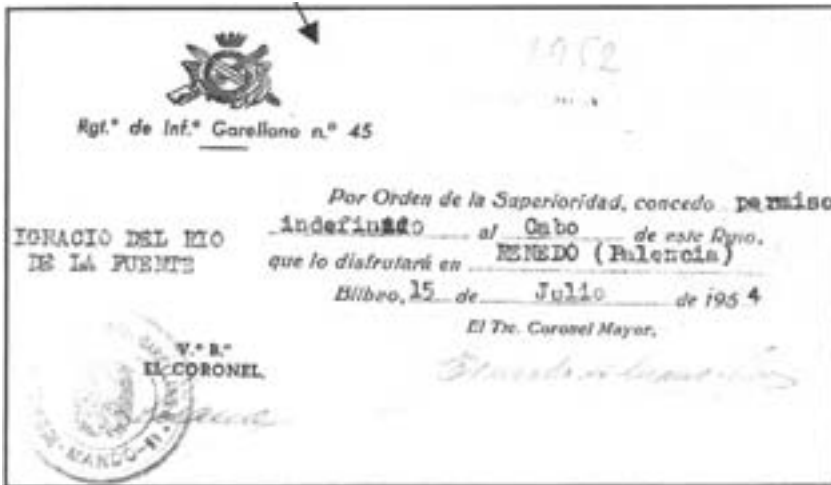 1952
Rgt.º de Inf.ª Garellano n.º 45
Por Orden de la Superioridad, concedo permiso
indefinido al Cabo de este Rgto,
IGNACIO DEL RIO
DE LA FUENTE
que lo disfrutará en RENEDO (Palencia)
Bilbao, 15 de Julio de 1954
El Tte. Coronel Mayor,
V.º B.º
EL CORONEL,
MANDO